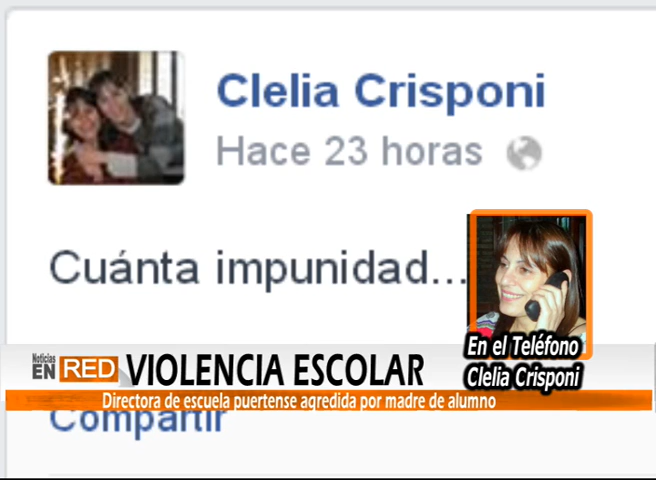 Clelia Crisponi
Hace 23 horas
Cuánta impunidad...
En el Teléfono
Clelia Crisponi
Noticias
EN RED
VIOLENCIA ESCOLAR
Directora de escuela puertense agredida por madre de alumno
Compartir